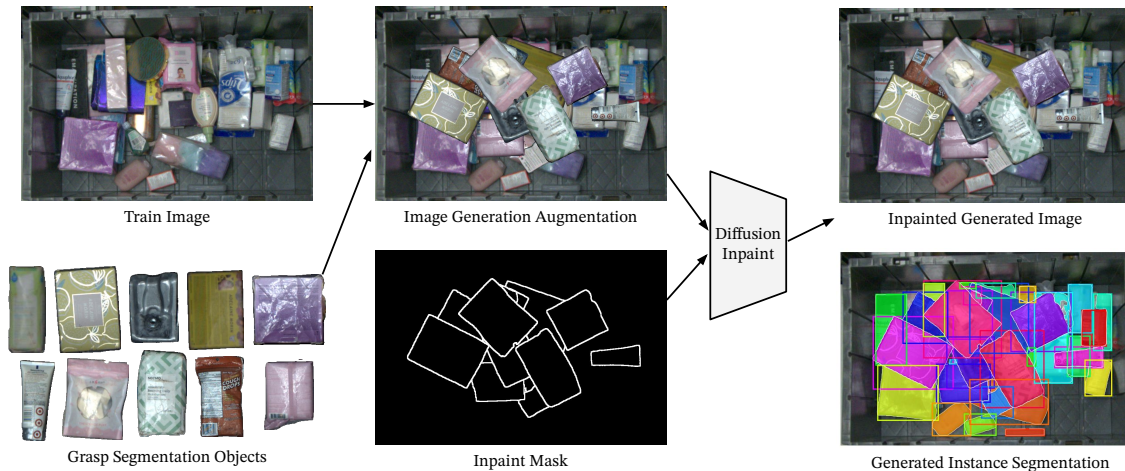 Train Image
Image Generation Augmentation
Diffusion
Inpaint
Inpainted Generated Image
Grasp Segmentation Objects
Inpaint Mask
Generated Instance Segmentation